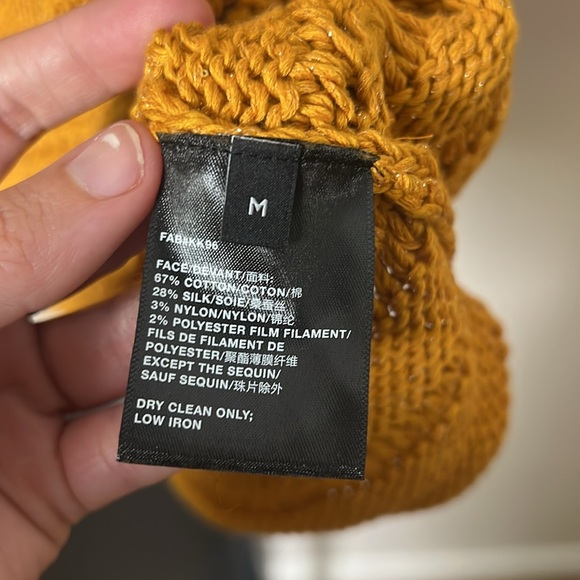 M
FABskK96
FACE/DEVANT/面料:
67% COTTON/COTON/棉
28% SILK/SOIE/桑蚕丝
3% NYLON/NYLON/锦纶
2% POLYESTER FILM FILAMENT/
FILS DE FILAMENT DE
POLYESTER/聚酯薄膜纤维
EXCEPT THE SEQUIN/
SAUF SEQUIN/珠片除外
DRY CLEAN ONLY;
LOW IRON